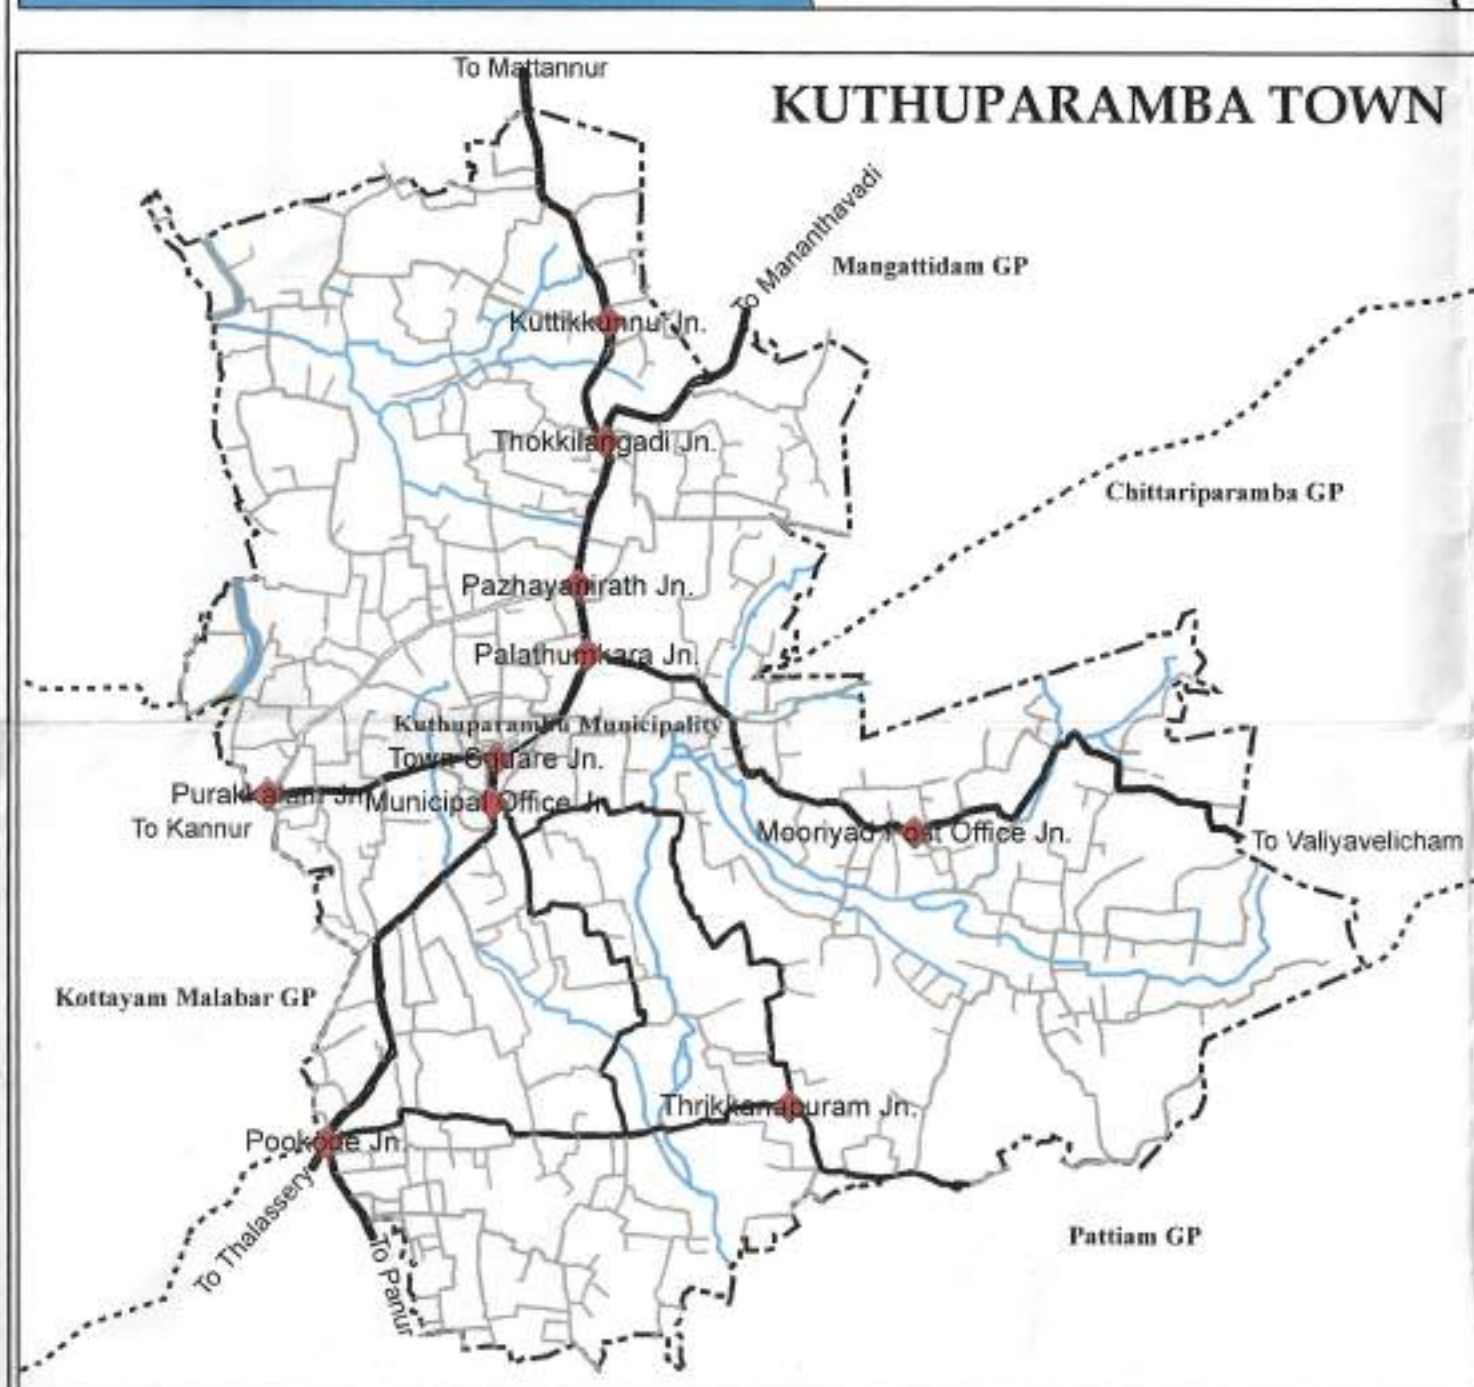 To Mattannur
KUTHUPARAMBA TOWN
To Mananthavadi
Mangattidam GP
Kuttikkunnu Jn.
Thokkilangadi Jn.
Chittariparamba GP
Pazhayanirath Jn.
Palathumkara Jn.
Kuthuparamba Municipality
Town Square Jn.
Purakkalam Jn.
Municipal Office Jn.
To Kannur
Mooriyad Post Office Jn.
To Valiyavelicham
Kottayam Malabar GP
Thrikkanapuram Jn.
Pookode Jn.
To Thalassery
To Panur
Pattiam GP